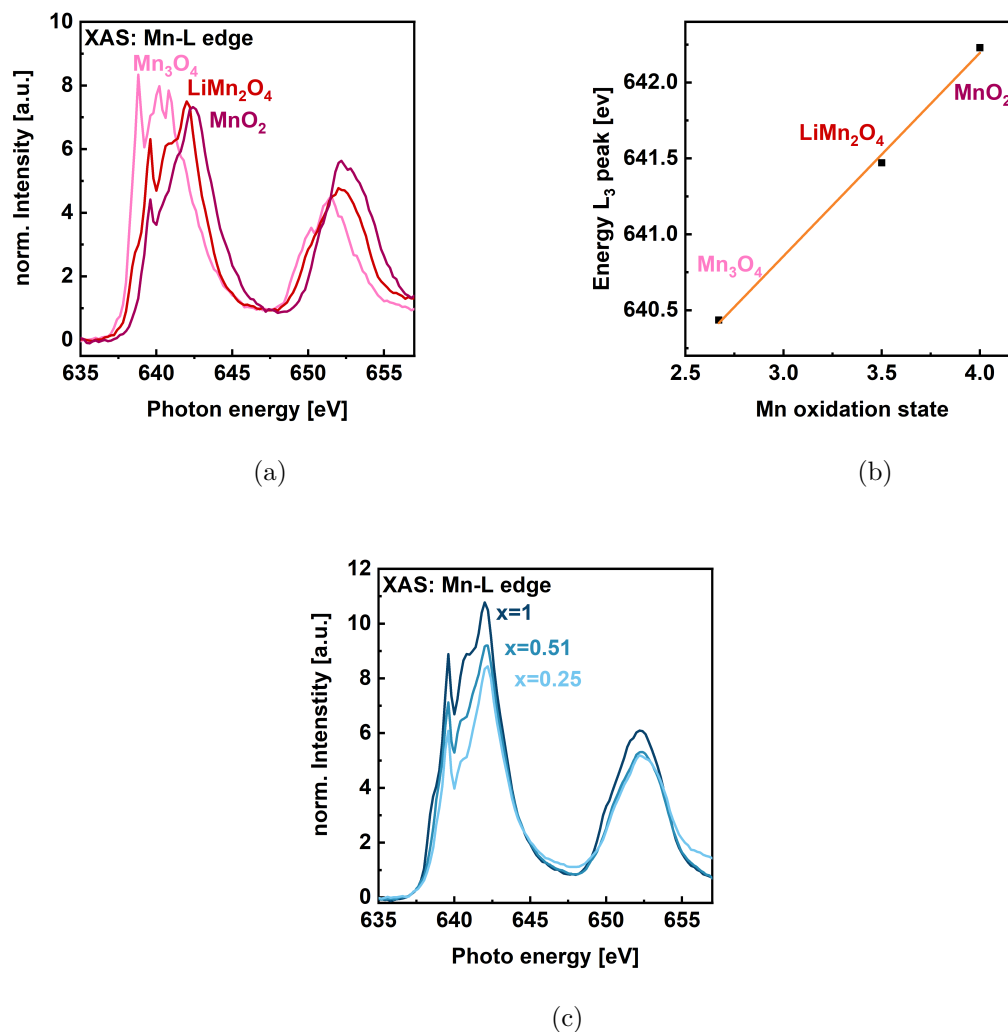 XAS: Mn-L edge
Mn₃O₄
LiMn₂O₄
MnO₂
norm. Intensity [a.u.]
10
8
6
4
2
0
635 640 645 650 655
Photon energy [eV]
(a)
Energy L₃ peak [ev]
642.0
641.5
641.0
640.5
MnO₂
LiMn₂O₄
Mn₃O₄
2.5 3.0 3.5 4.0
Mn oxidation state
(b)
XAS: Mn-L edge
x=1
x=0.51
x=0.25
norm. Intenstity [a.u.]
12
10
8
6
4
2
0
635 640 645 650 655
Photo energy [eV]
(c)